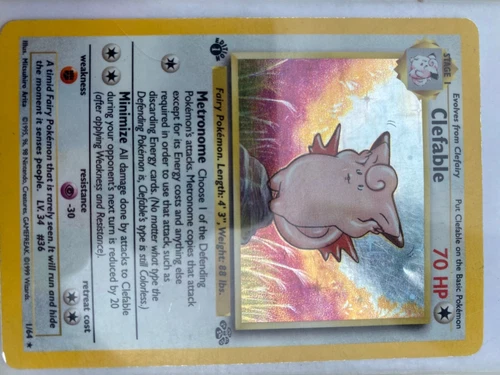 STAGE 1
Evolves from Clefairy
Put Clefable on the Basic Pokémon
Clefable
70 HP
1
Fairy Pokémon. Length: 4' 3", Weight: 88 lbs.
Metronome Choose 1 of the Defending
Pokémon's attacks. Metronome copies that attack
except for its Energy costs and anything else
required in order to use that attack, such as
discarding Energy cards. (No matter what type the
Defending Pokémon is, Clefable's type is still Colorless.)
Minimize All damage done by attacks to Clefable
during your opponent's next turn is reduced by 20
(after applying Weakness and Resistance).
weakness
resistance
-30
retreat cost
A timid Fairy Pokémon that is rarely seen. It will run and hide
the moment it senses people. LV. 34 #36
Illus. Mitsuhiro Arita ©1995, 96, 98 Nintendo, Creatures, GAMEFREAK. ©1999 Wizards. 1/64 ★